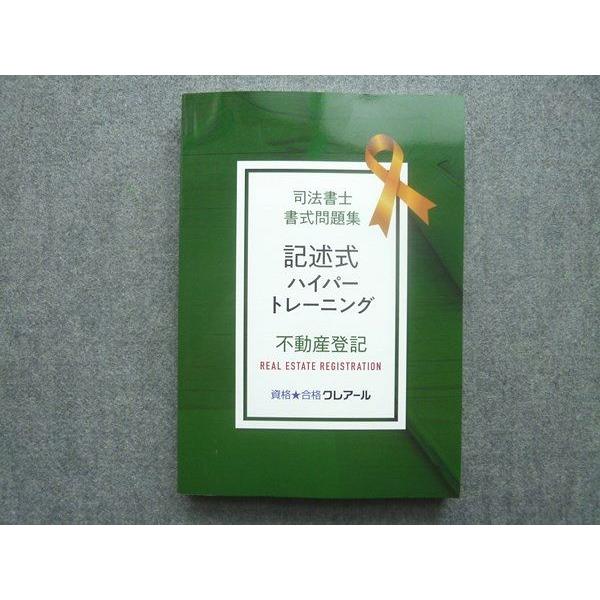 司法書士
書式問題集
記述式
ハイパー
トレーニング
不動産登記
REAL ESTATE REGISTRATION
資格★合格クレアール